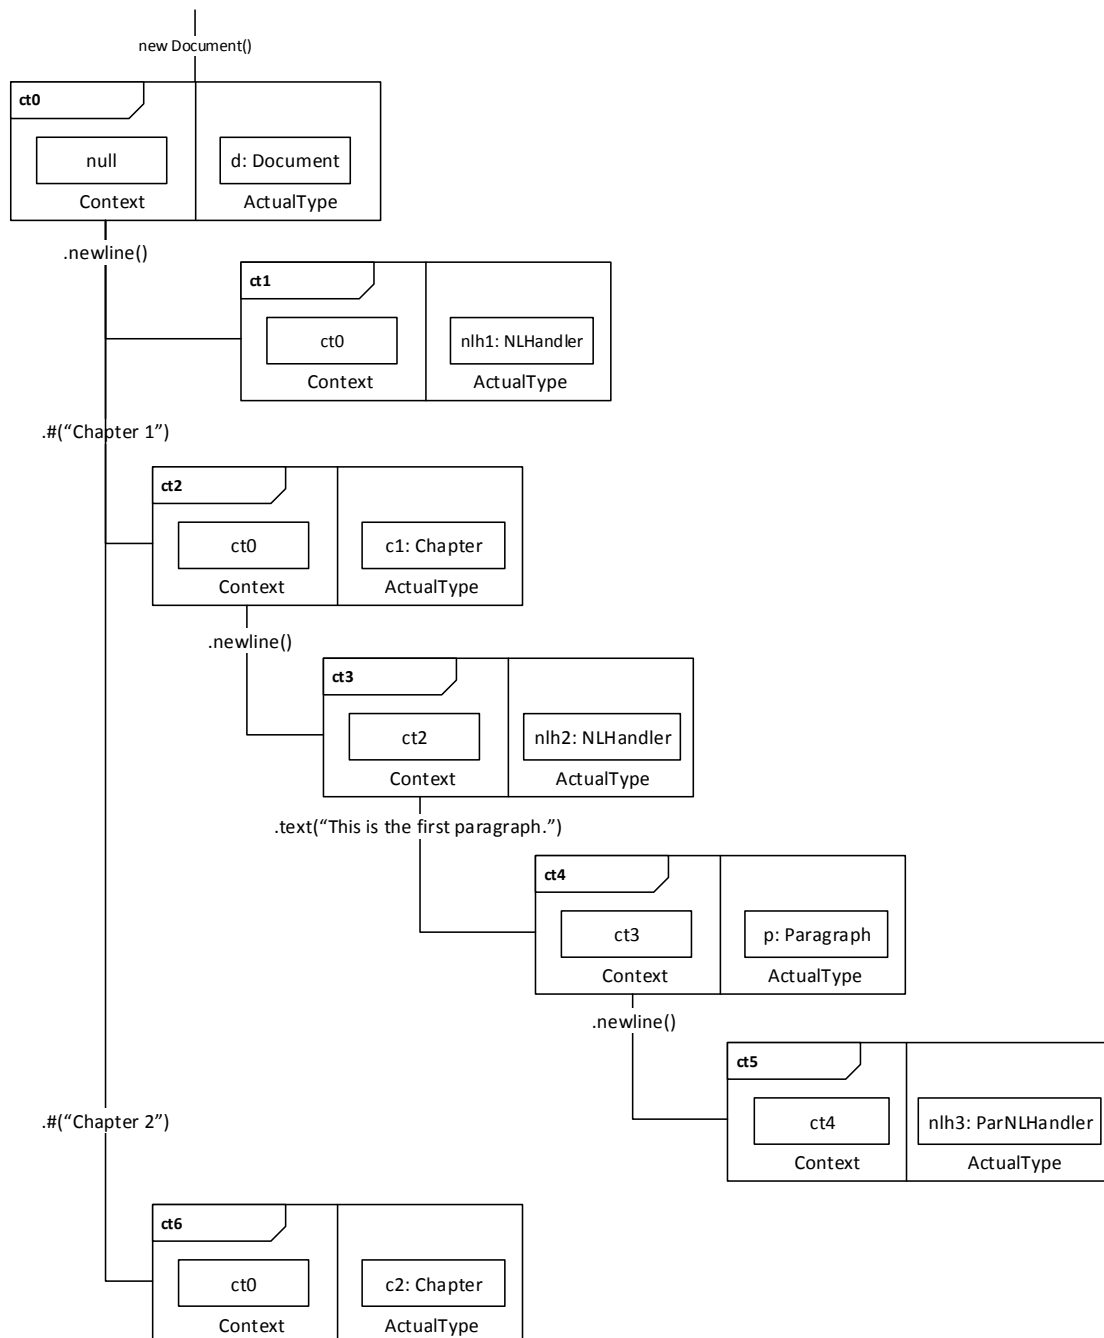 new Document()
ct0
null
d: Document
Context
ActualType
.newline()
ct1
ct0
nlh1: NLHandler
Context
ActualType
.#(“Chapter 1”)
ct2
ct0
c1: Chapter
Context
ActualType
.newline()
ct3
ct2
nlh2: NLHandler
Context
ActualType
.text(“This is the first paragraph.”)
ct4
ct3
p: Paragraph
Context
ActualType
.newline()
ct5
ct4
nlh3: ParNLHandler
Context
ActualType
.#(“Chapter 2”)
ct6
ct0
c2: Chapter
Context
ActualType